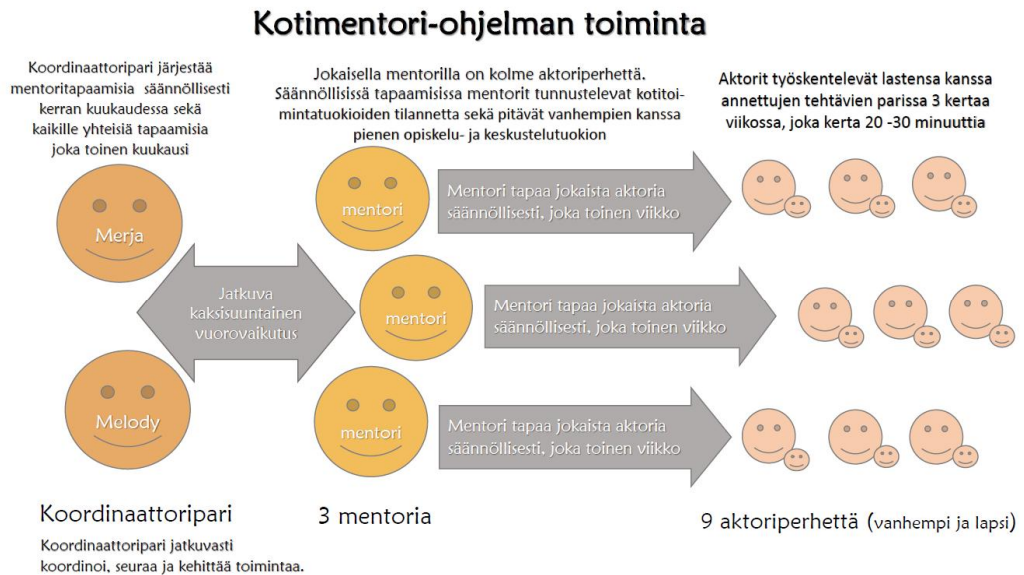 Kotimentori-ohjelman toiminta
Koordinaattoripari järjestää
mentoritapaamisia säännöllisesti
kerran kuukaudessa sekä
kaikille yhteisiä tapaamisia
joka toinen kuukausi
Jokaisella mentorilla on kolme aktoriperhettä.
Säännöllisissä tapaamisissa mentorit tunnustelevat kotitoi-
mintatuokioiden tilannetta sekä pitävät vanhempien kanssa
pienen opiskelu- ja keskustelutuokion
Aktorit työskentelevät lastensa kanssa
annettujen tehtävien parissa 3 kertaa
viikossa, joka kerta 20 -30 minuuttia
Merja
Melody
Jatkuva
kaksisuuntainen
vuorovaikutus
mentori
Mentori tapaa jokaista aktoria
säännöllisesti, joka toinen viikko
mentori
Mentori tapaa jokaista aktoria
säännöllisesti, joka toinen viikko
mentori
Mentori tapaa jokaista aktoria
säännöllisesti, joka toinen viikko
Koordinaattoripari
Koordinaattoripari jatkuvasti
koordinoi, seuraa ja kehittää toimintaa.
3 mentoria
9 aktoriperhettä (vanhempi ja lapsi)